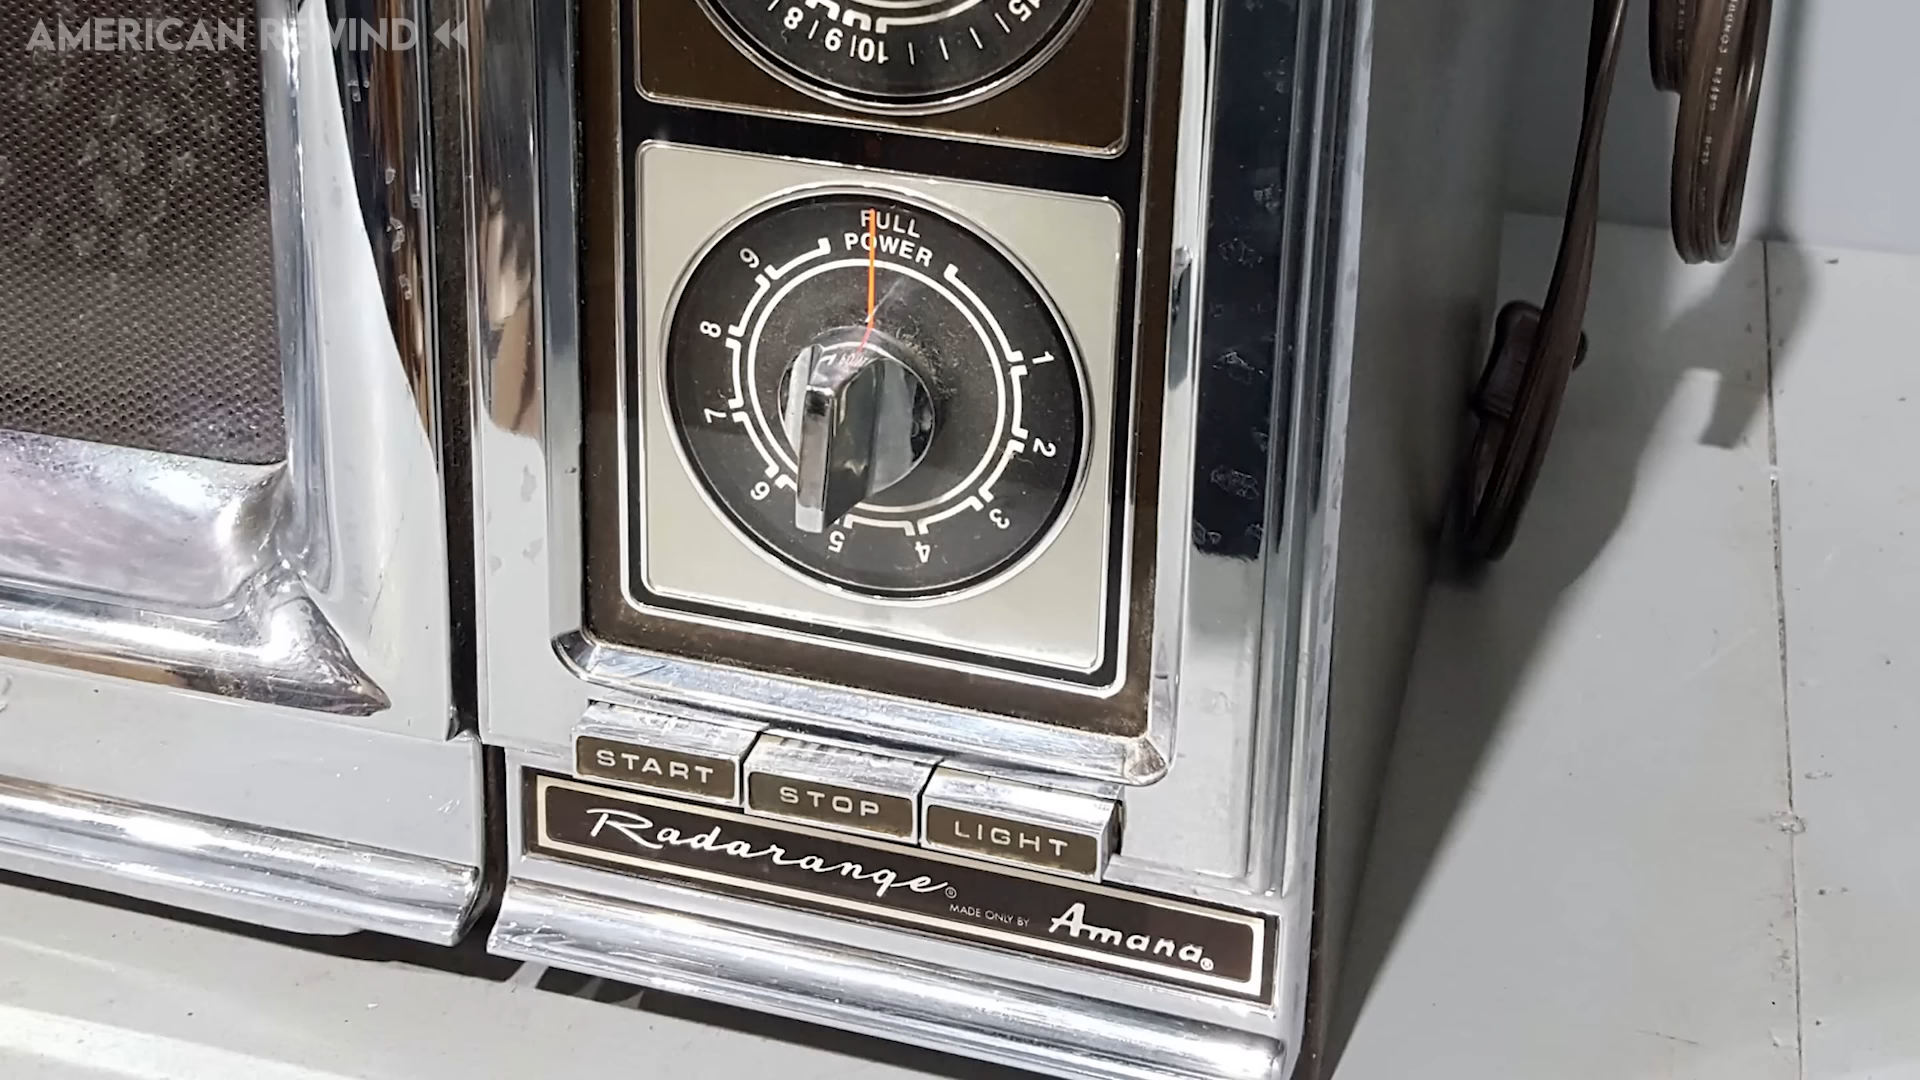 AMERICAN REWIND
8 9 10 15
FULL
POWER
9 1
8 2
7 3
6 5 4
START STOP LIGHT
Radarange® MADE ONLY BY Amana®